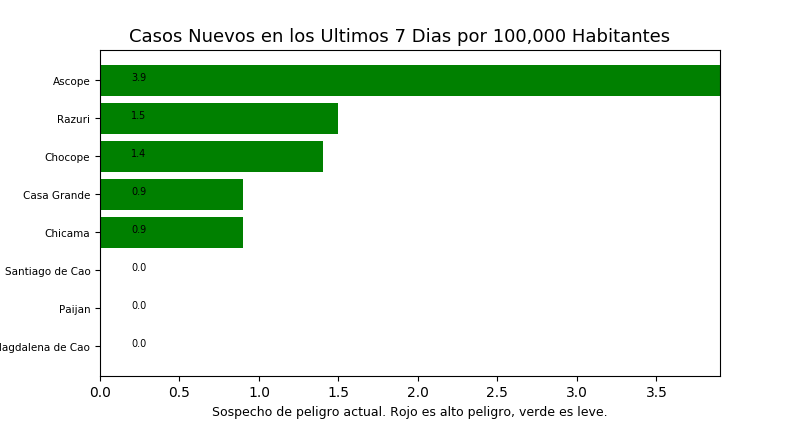 Casos Nuevos en los Ultimos 7 Dias por 100,000 Habitantes
Ascope 3.9
Razuri 1.5
Chocope 1.4
Casa Grande 0.9
Chicama 0.9
Santiago de Cao 0.0
Paijan 0.0
lagdalena de Cao 0.0
0.0 0.5 1.0 1.5 2.0 2.5 3.0 3.5
Sospecho de peligro actual. Rojo es alto peligro, verde es leve.